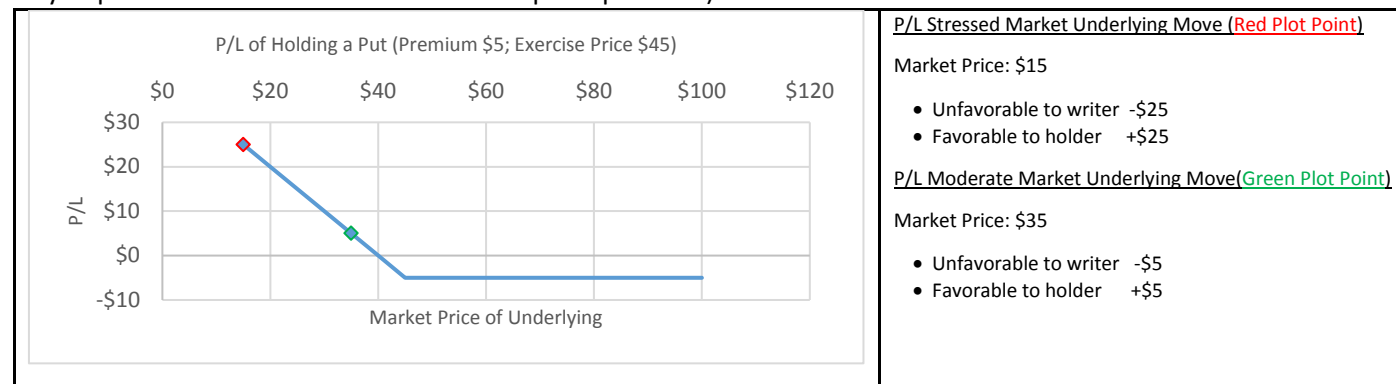 P/L of Holding a Put (Premium $5; Exercise Price $45)
$0 $20 $40 $60 $80 $100 $120
$30
$20
$10
$0
-$10
P/L
Market Price of Underlying
P/L Stressed Market Underlying Move (Red Plot Point)
Market Price: $15
• Unfavorable to writer -$25
• Favorable to holder +$25
P/L Moderate Market Underlying Move(Green Plot Point)
Market Price: $35
• Unfavorable to writer -$5
• Favorable to holder +$5